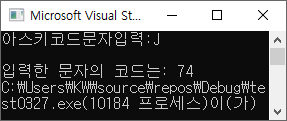 Microsoft Visual St...
아스키코드문자입력:J
입력한 문자의 코드는: 74
C:₩Users₩KW₩source₩repos₩Debug₩te
st0327.exe(10184 프로세스)이(가)